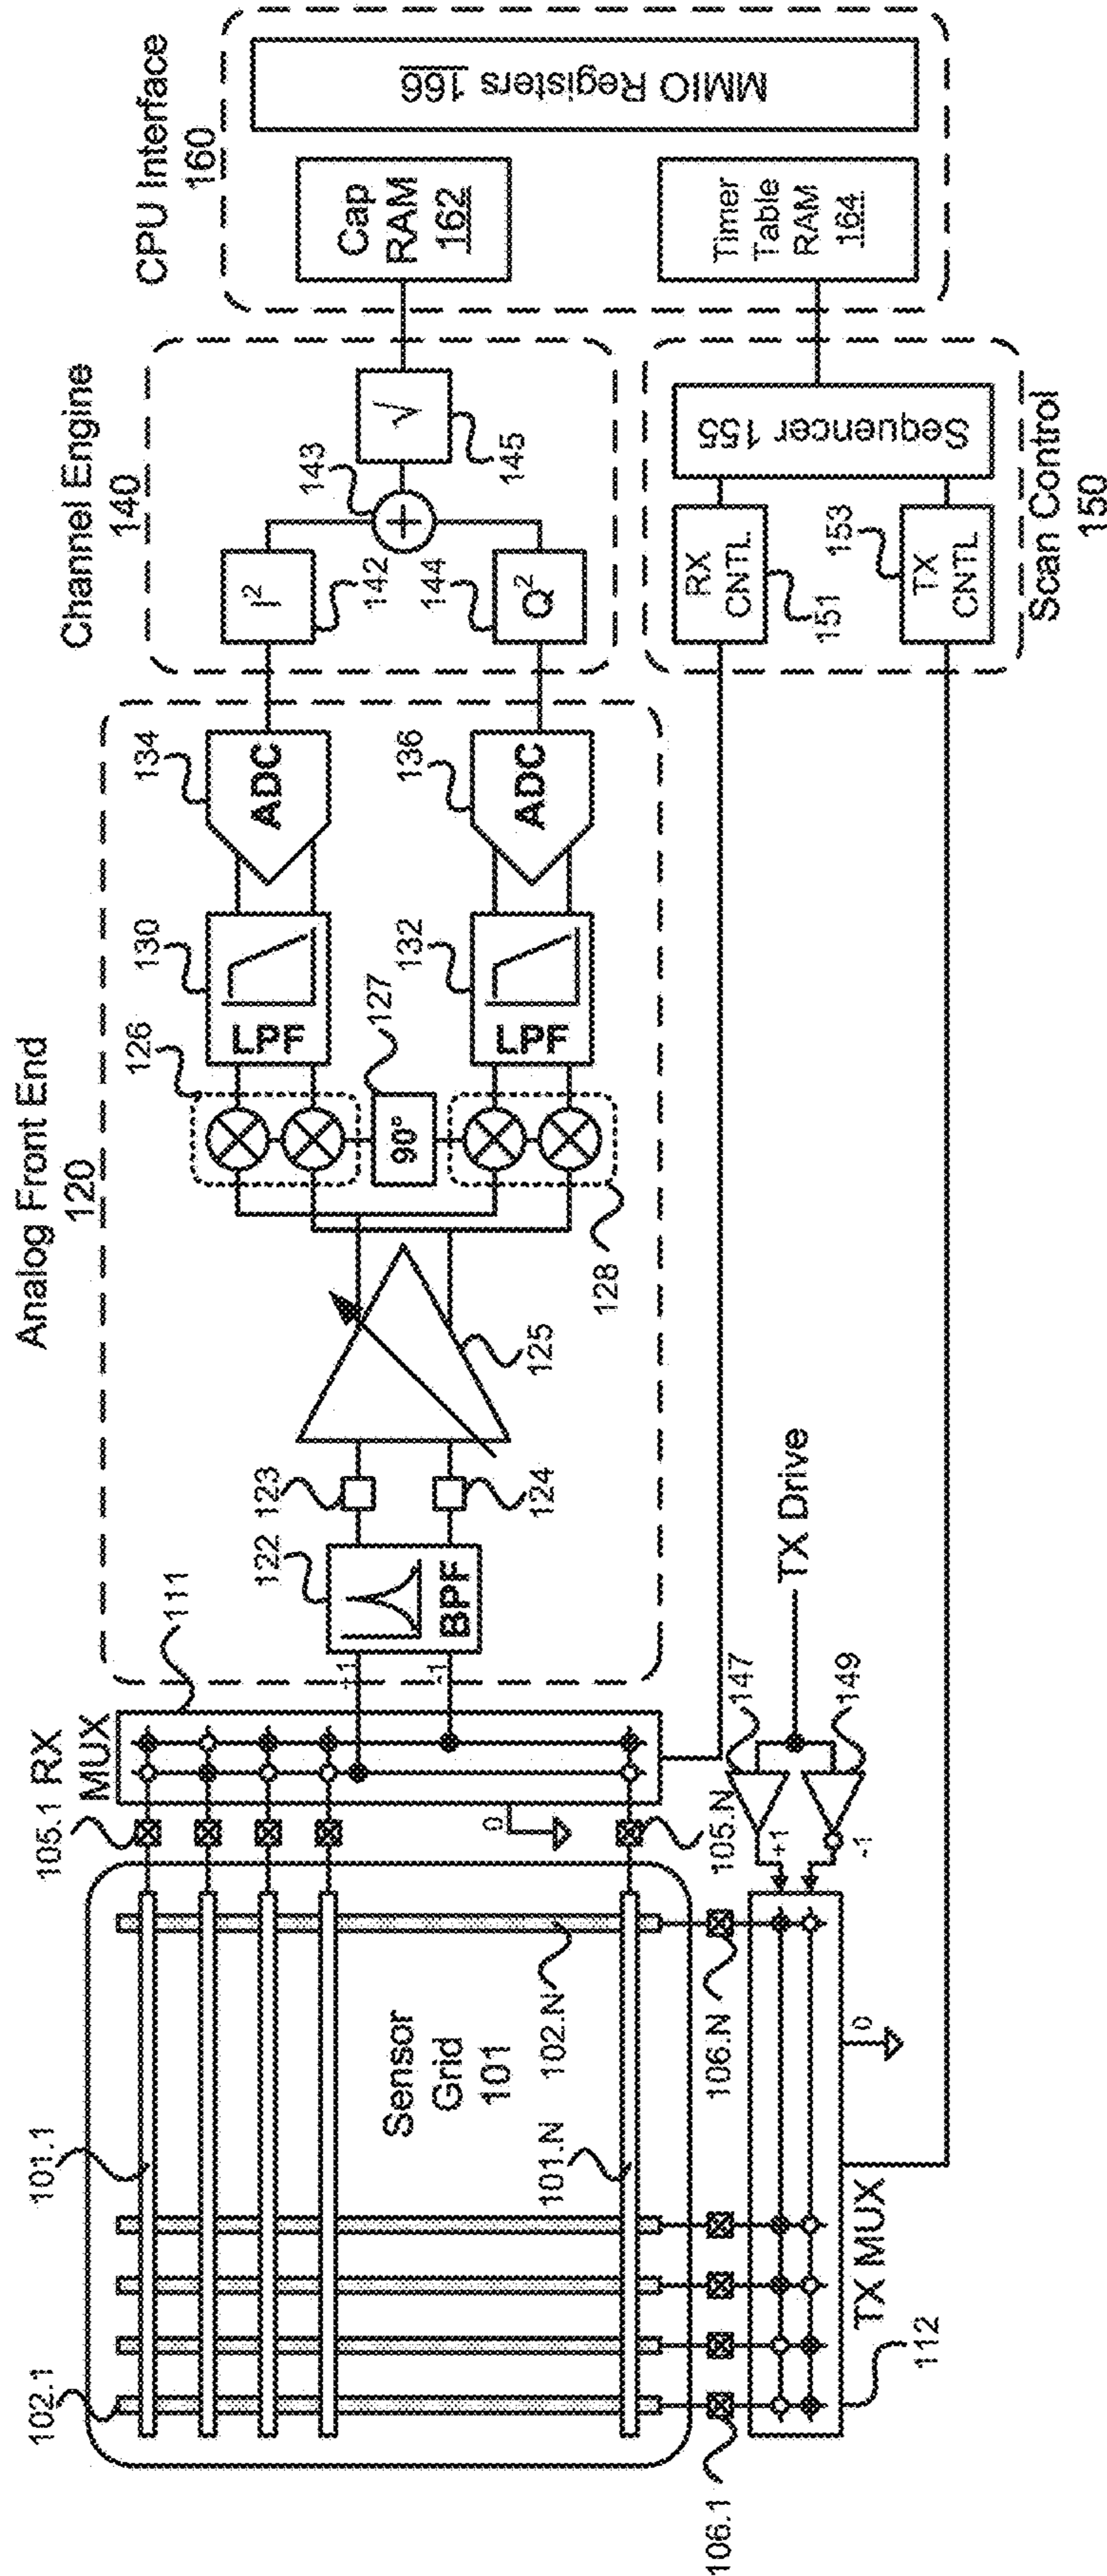 Analog Front End
120
Channel Engine
140
CPU Interface
160
101.1
102.1
Sensor
Grid
101
101.N
102.N
105.1
RX
MUX
111
0
105.N
106.1
106.N
TX MUX
112
0
+1
-1
147
149
TX Drive
+1
-1
122
BPF
123
124
125
126
127
90°
128
130
LPF
132
LPF
134
ADC
136
ADC
I²
142
143
+
144
Q²
√
145
RX
CNTL
151
TX
CNTL
153
Sequencer 155
Scan Control
150
Cap
RAM
162
Timer
Table
RAM
164
MMIO Registers 166